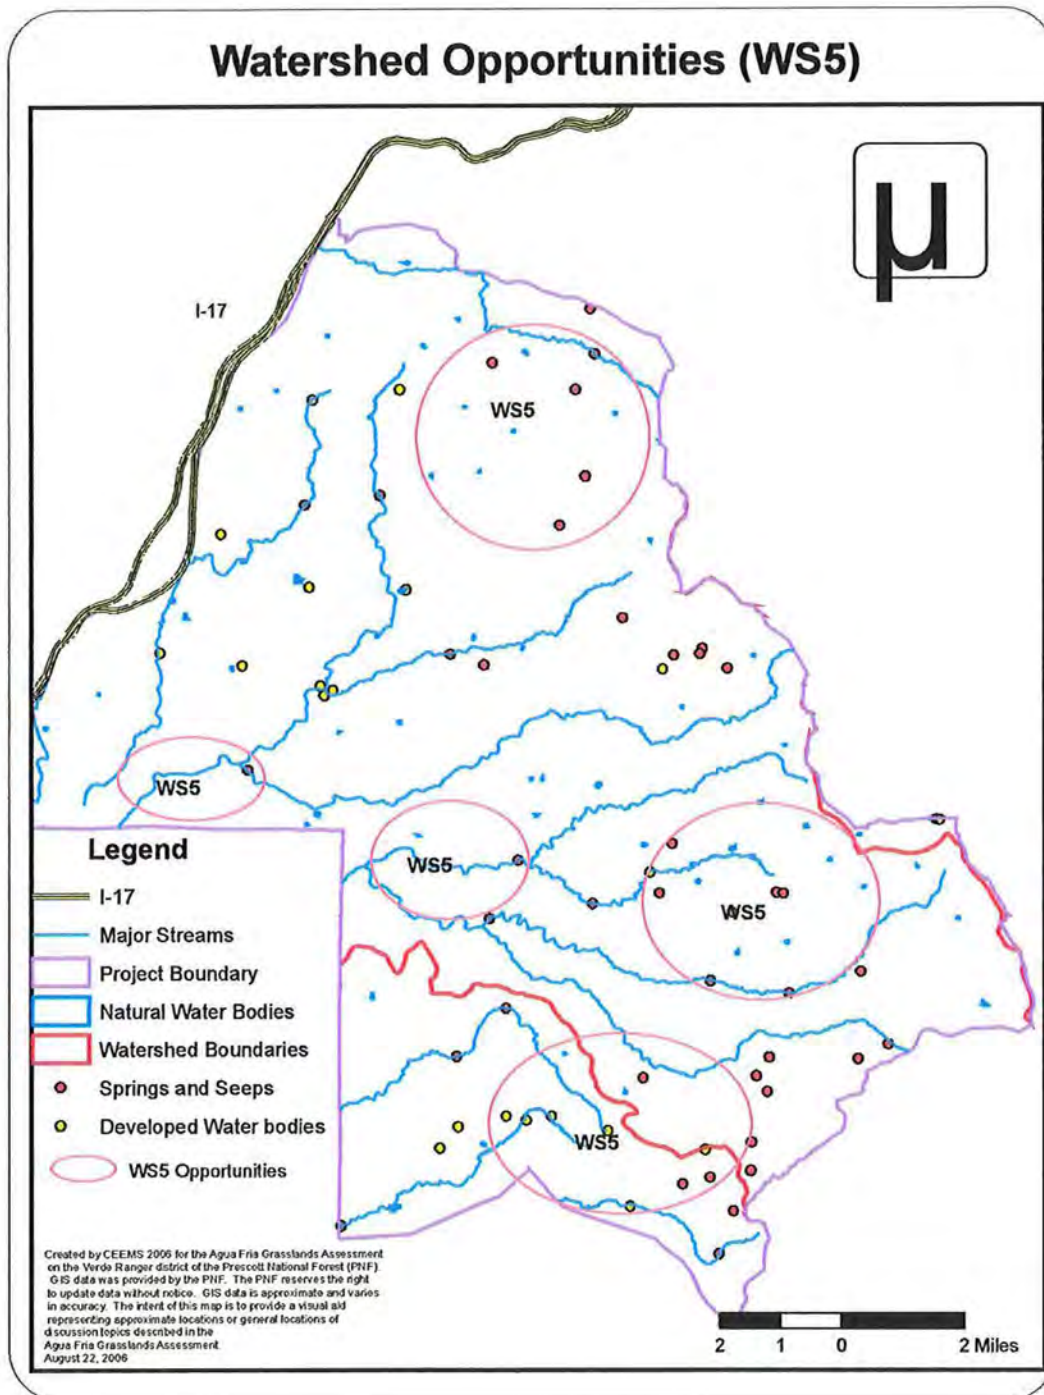 Watershed Opportunities (WS5)
µ
I-17
WS5
WS5
WS5
WS5
WS5
Legend
I-17
Major Streams
Project Boundary
Natural Water Bodies
Watershed Boundaries
Springs and Seeps
Developed Water bodies
WS5 Opportunities
Created by CEEMS 2006 for the Agua Fria Grasslands Assessment
on the Verde Ranger district of the Prescott National Forest (PNF)
GIS data was provided by the PNF. The PNF reserves the right
to update data without notice. GIS data is approximate and varies
in accuracy. The intent of this map is to provide a visual aid
representing approximate locations or general locations of
discussion topics described in the
Agua Fria Grasslands Assessment
August 22, 2006
2 1 0 2 Miles